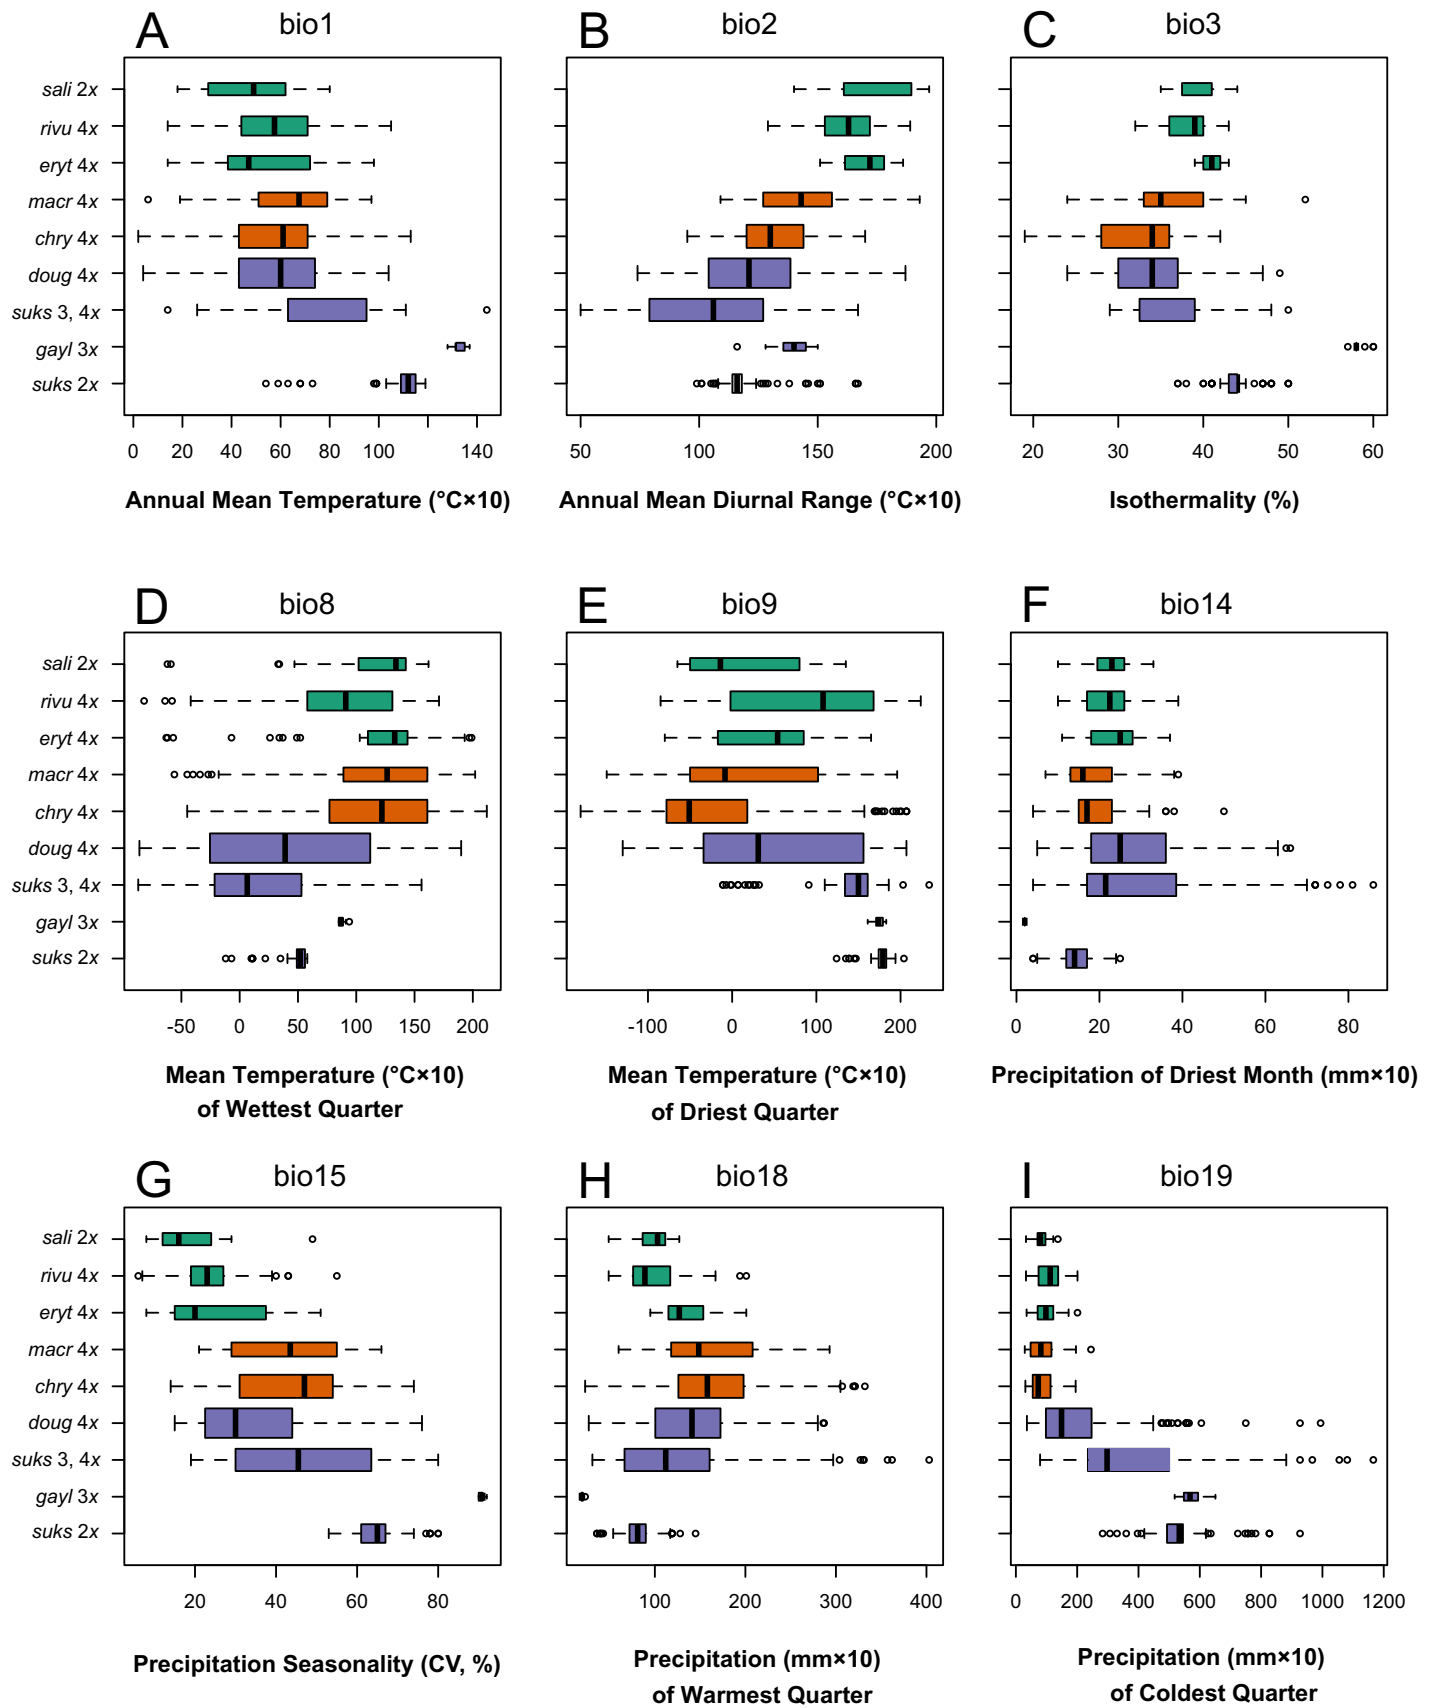 A bio1
B bio2
C bio3
sali 2x
rivu 4x
eryt 4x
macr 4x
chry 4x
doug 4x
suks 3, 4x
gayl 3x
suks 2x
0 20 40 60 80 100 140
50 100 150 200
20 30 40 50 60
Annual Mean Temperature (°C×10)
Annual Mean Diurnal Range (°C×10)
Isothermality (%)
D bio8
E bio9
F bio14
sali 2x
rivu 4x
eryt 4x
macr 4x
chry 4x
doug 4x
suks 3, 4x
gayl 3x
suks 2x
-50 0 50 100 150 200
-100 0 100 200
0 20 40 60 80
Mean Temperature (°C×10)
of Wettest Quarter
Mean Temperature (°C×10)
of Driest Quarter
Precipitation of Driest Month (mm×10)
G bio15
H bio18
I bio19
sali 2x
rivu 4x
eryt 4x
macr 4x
chry 4x
doug 4x
suks 3, 4x
gayl 3x
suks 2x
20 40 60 80
100 200 300 400
0 200 400 600 800 1000 1200
Precipitation Seasonality (CV, %)
Precipitation (mm×10)
of Warmest Quarter
Precipitation (mm×10)
of Coldest Quarter